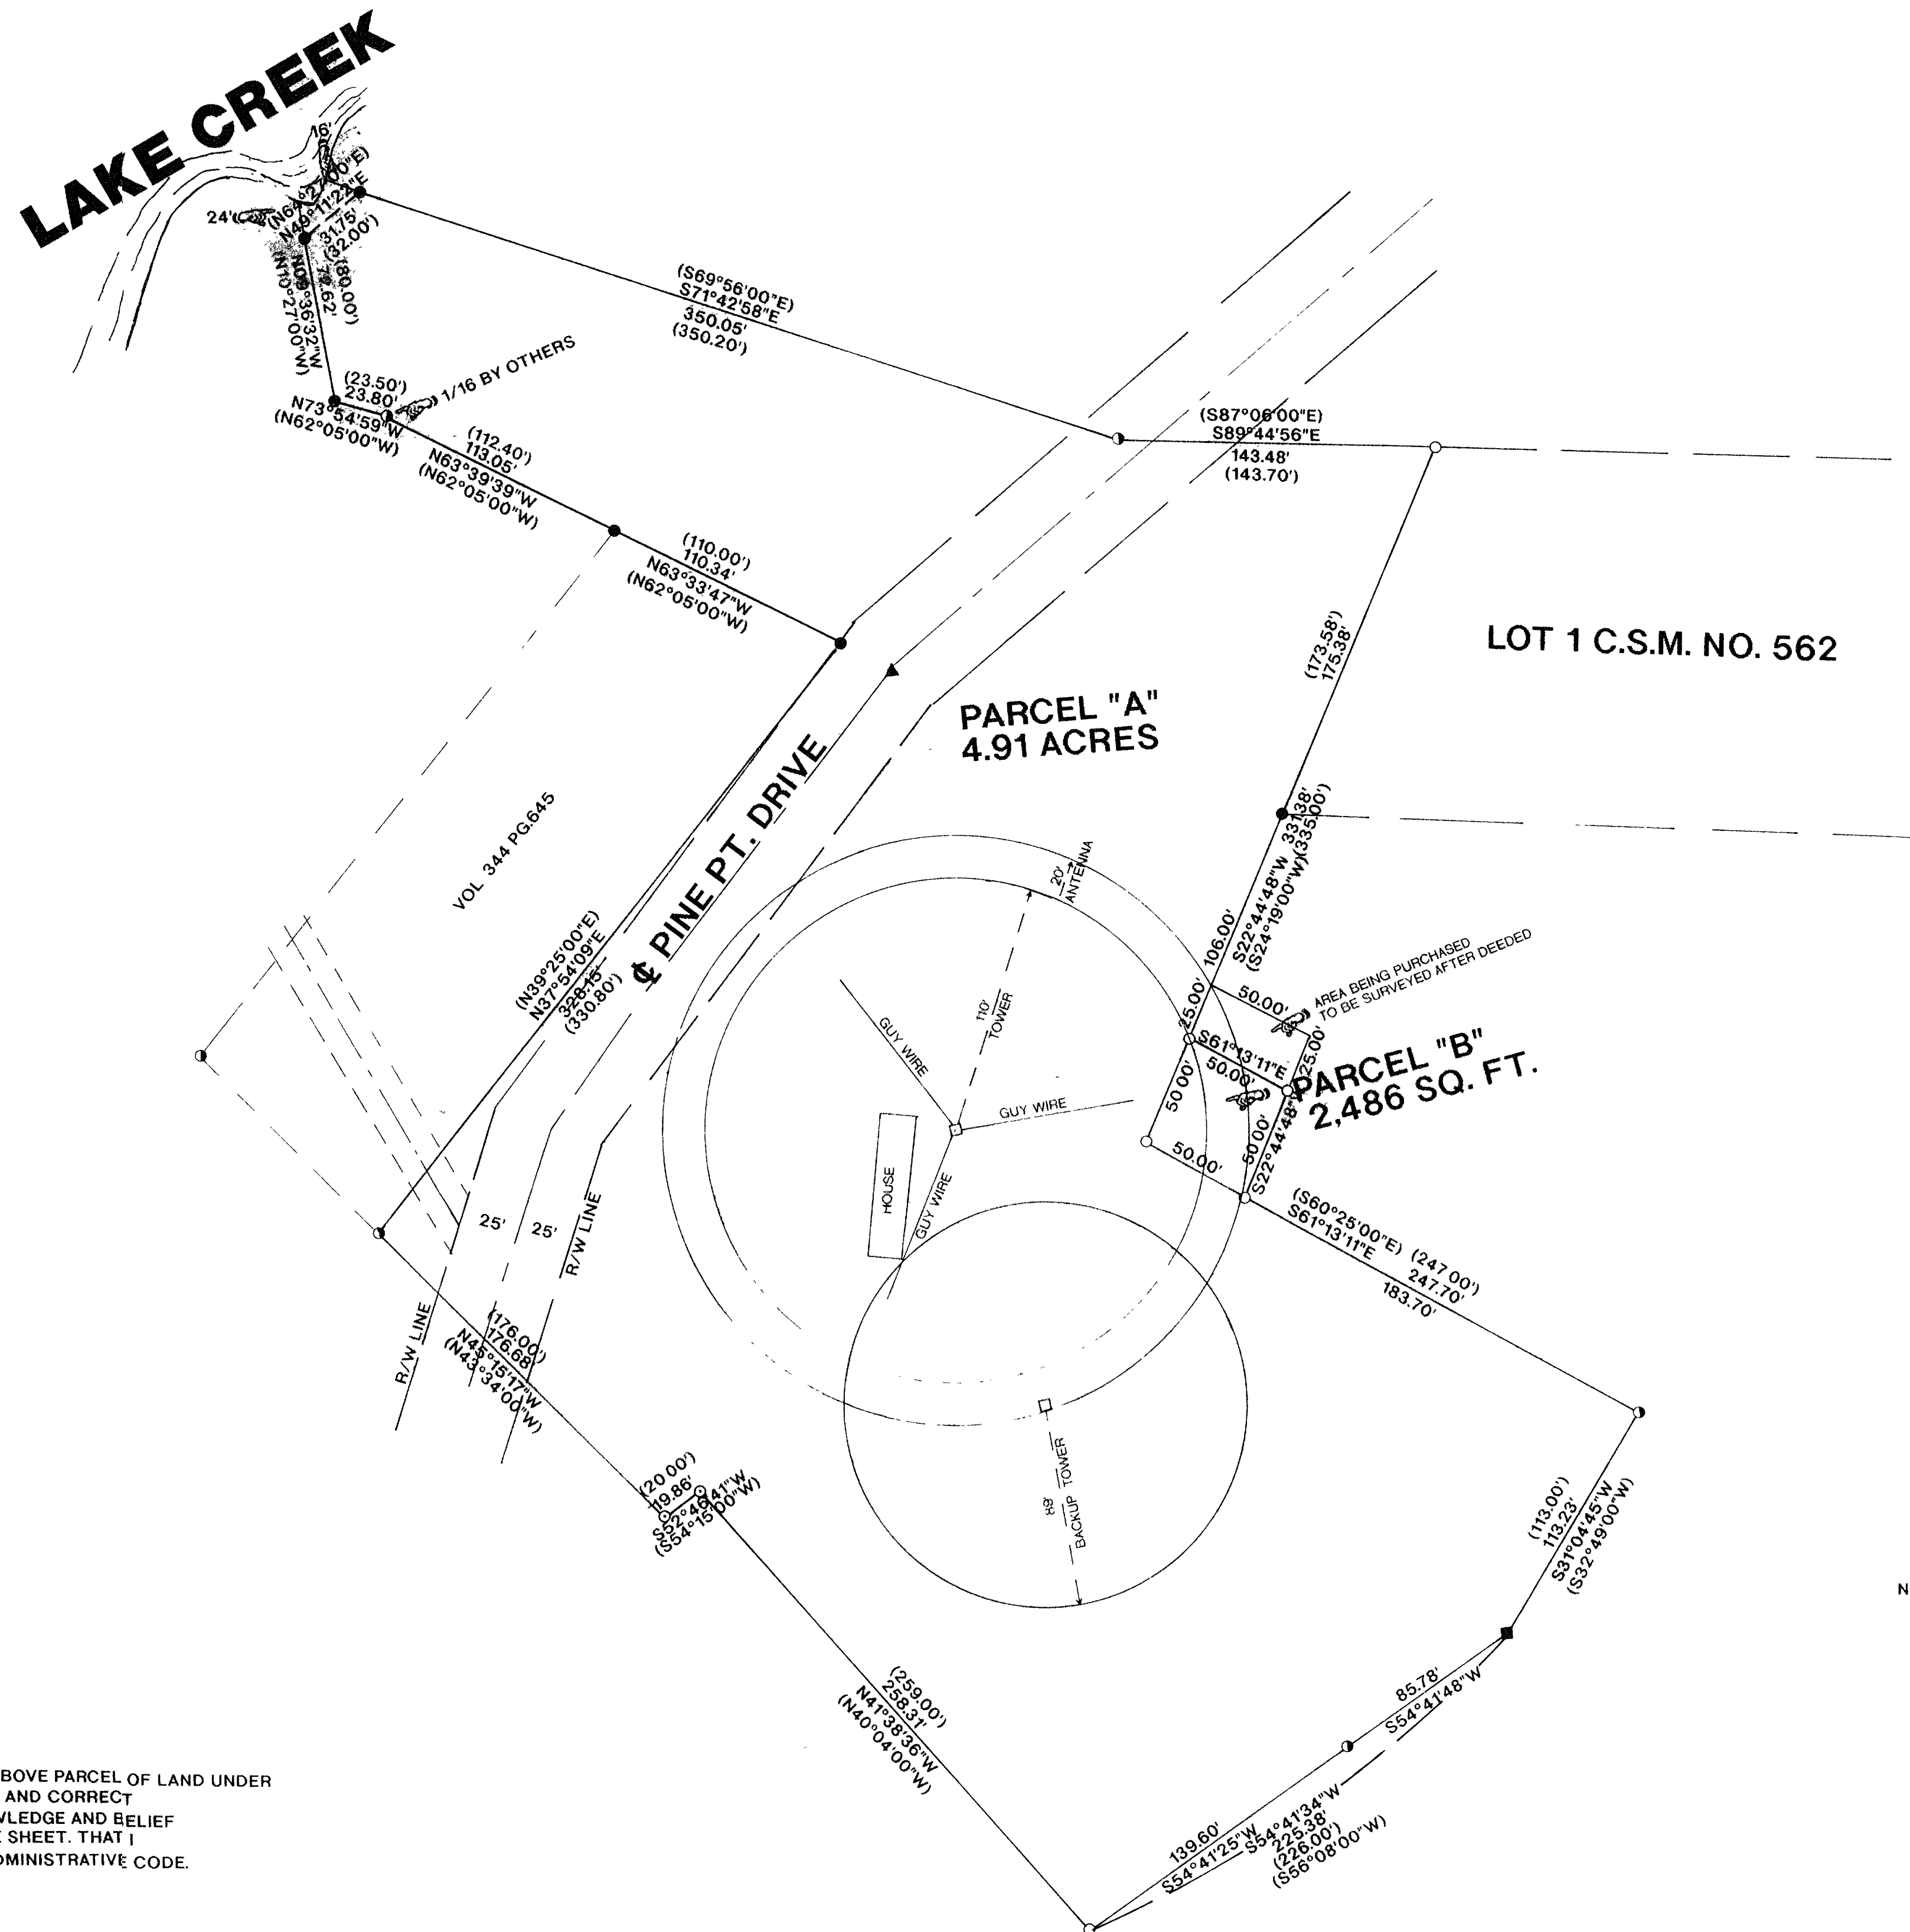 LAKE CREEK
16'
24'
(N64°27'00"E)
N49°11'22"E
31.75'
(32.00')
(80.00')
79.62'
N09°36'32"W
(N10°27'00"W)
(S69°56'00"E)
S71°42'58"E
350.05'
(350.20')
(23.50')
23.80'
N73°54'59"W
(N62°05'00"W)
1/16 BY OTHERS
(112.40')
113.05'
N63°39'39"W
(N62°05'00"W)
(110.00')
110.34'
N63°33'47"W
(N62°05'00"W)
(S87°06'00"E)
S89°44'56"E
143.48'
(143.70')
(173.58')
175.38'
LOT 1 C.S.M. NO. 562
PARCEL "A"
4.91 ACRES
℄ PINE PT. DRIVE
VOL 344 PG.645
(N39°25'00"E)
N37°54'09"E
328.15'
(330.80')
20'
ANTENNA
110'
TOWER
GUY WIRE
GUY WIRE
GUY WIRE
HOUSE
106.00'
S22°44'48"W 331.38'
(S24°19'00"W)(335.00')
AREA BEING PURCHASED
TO BE SURVEYED AFTER DEEDED
50.00'
25.00'
25.00'
S61°13'11"E
50.00'
PARCEL "B"
2,486 SQ. FT.
50.00'
50.00'
50.00'
S22°44'48"W
(S60°25'00"E) (247.00')
S61°13'11"E 247.70'
183.70'
25'
25'
R/W LINE
R/W LINE
(176.00')
176.68'
N45°15'17"W
(N43°34'00"W)
(20.00')
19.86'
S52°46'41"W
(S54°15'00"W)
89'
BACKUP TOWER
(113.00')
113.23'
S31°04'45"W
(S32°49'00"W)
N
85.78'
S54°41'48"W
(259.00')
258.31'
N41°38'36"W
(N40°04'00"W)
139.60'
S54°41'25"W
S54°41'34"W
225.38'
(226.00')
(S56°08'00"W)
BOVE PARCEL OF LAND UNDER
AND CORRECT
LEDGE AND BELIEF
SHEET. THAT I
MINISTRATIVE CODE.